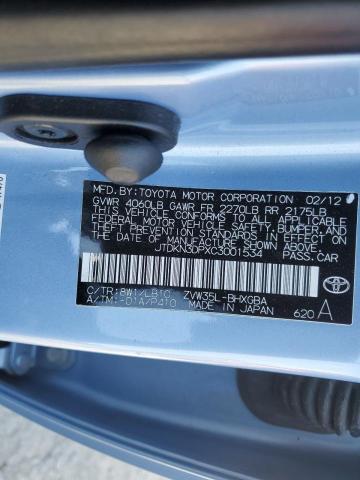 MFD.BY:TOYOTA MOTOR CORPORATION 02/12
GVWR 4060LB GAWR FR 2270LB RR 2175LB
THIS VEHICLE CONFORMS TO ALL APPLICABLE
FEDERAL MOTOR VEHICLE SAFETY, BUMPER,
AND THEFT PREVENTION STANDARDS IN EFFECT
ON THE DATE OF MANUFACTURE SHOWN ABOVE.
JTDKN3DPXC3001534 PASS.CAR
C/TR:8W1/LB10 ZVW35L-BHXGBA
A/TM:-01A/P410 MADE IN JAPAN 620A
TOYOTA